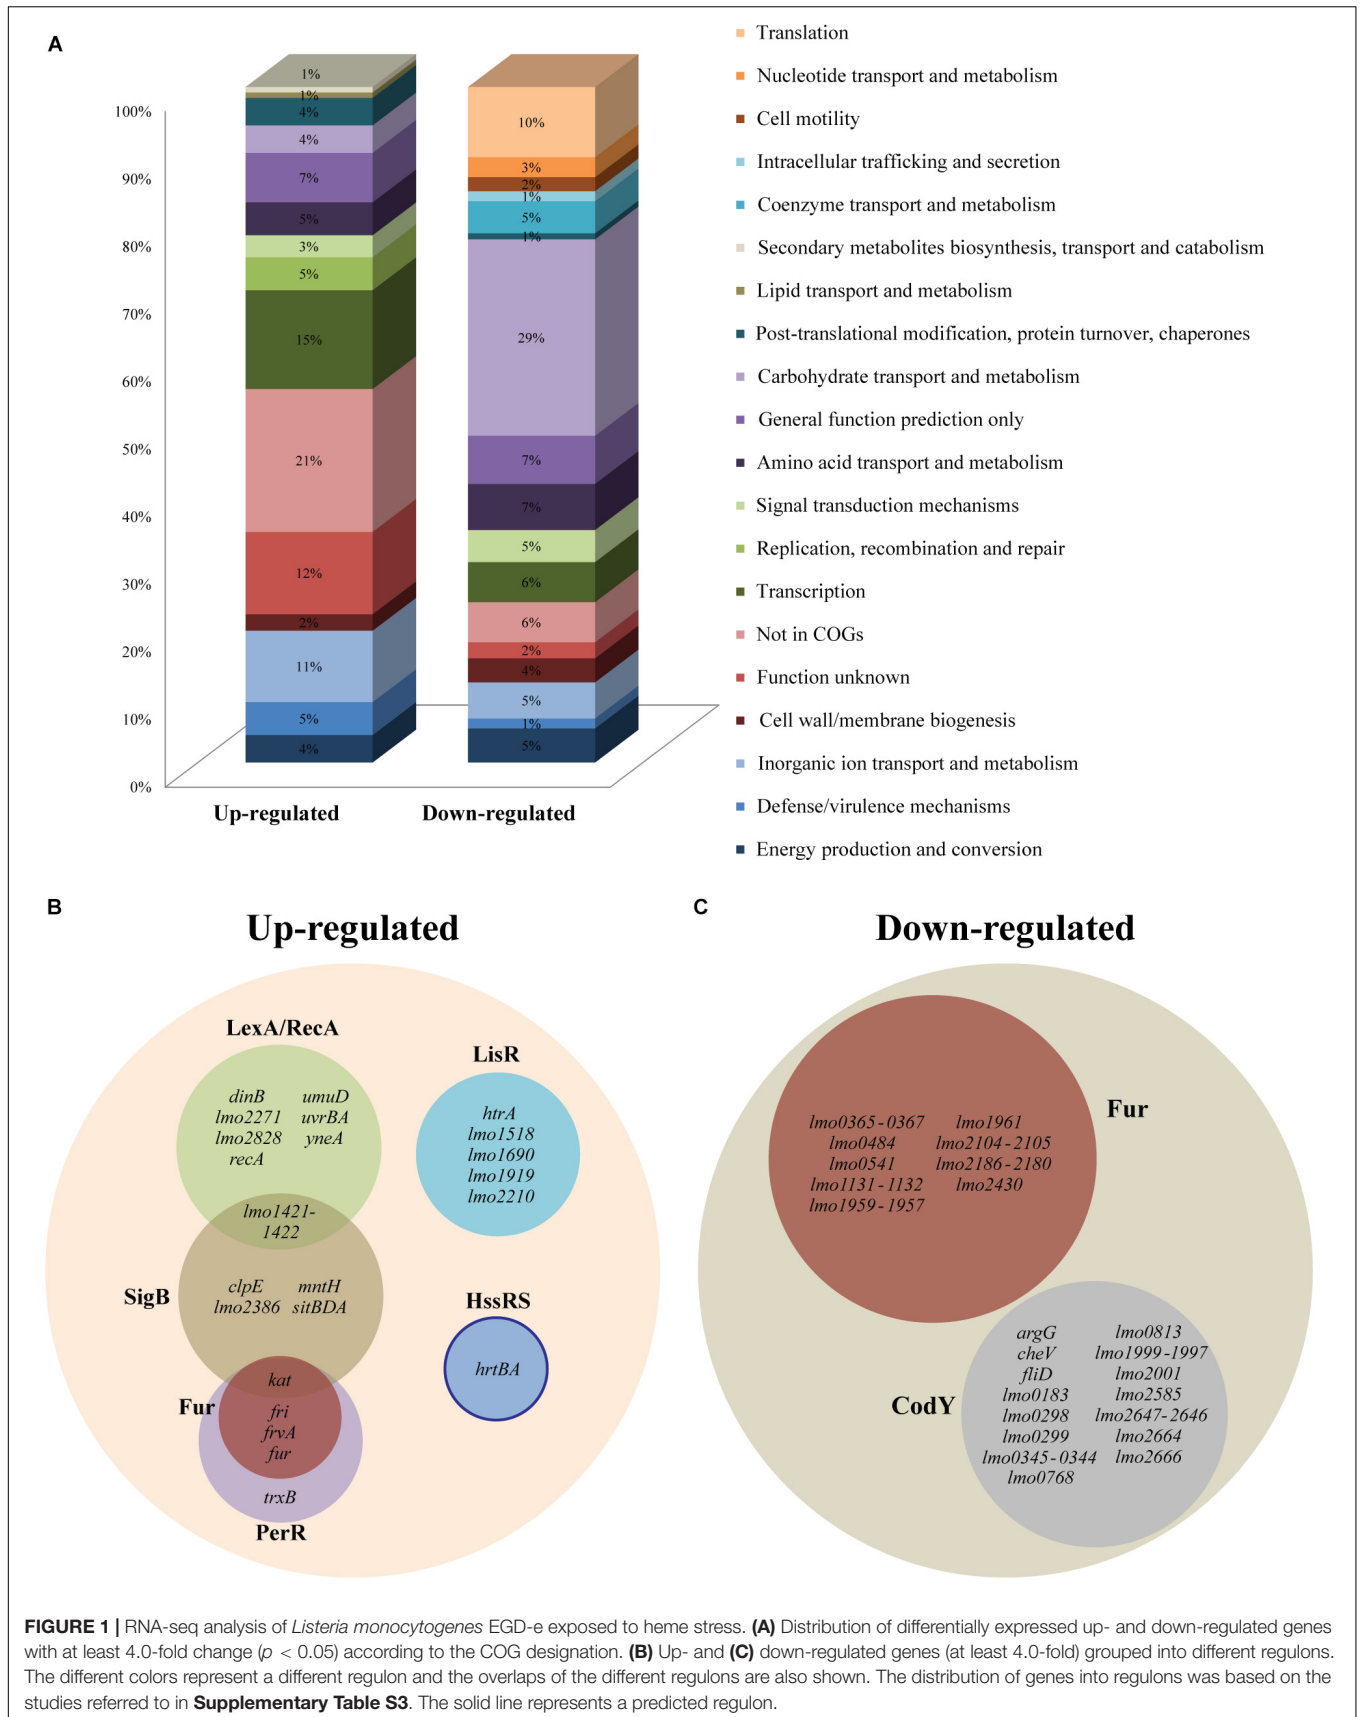 A
100%
90%
80%
70%
60%
50%
40%
30%
20%
10%
0%
1%
1%
4%
4%
7%
5%
3%
5%
15%
21%
12%
2%
11%
5%
4%
10%
3%
2%
1%
5%
1%
29%
7%
7%
5%
6%
6%
2%
4%
5%
1%
5%
Up-regulated
Down-regulated
Translation
Nucleotide transport and metabolism
Cell motility
Intracellular trafficking and secretion
Coenzyme transport and metabolism
Secondary metabolites biosynthesis, transport and catabolism
Lipid transport and metabolism
Post-translational modification, protein turnover, chaperones
Carbohydrate transport and metabolism
General function prediction only
Amino acid transport and metabolism
Signal transduction mechanisms
Replication, recombination and repair
Transcription
Not in COGs
Function unknown
Cell wall/membrane biogenesis
Inorganic ion transport and metabolism
Defense/virulence mechanisms
Energy production and conversion
B
Up-regulated
LexA/RecA
dinB umuD
lmo2271 uvrBA
lmo2828 yneA
recA
lmo1421-
1422
SigB
clpE mntH
lmo2386 sitBDA
kat
Fur
fri
frvA
fur
trxB
PerR
LisR
htrA
lmo1518
lmo1690
lmo1919
lmo2210
HssRS
hrtBA
C
Down-regulated
Fur
lmo0365-0367 lmo1961
lmo0484 lmo2104-2105
lmo0541 lmo2186-2180
lmo1131-1132 lmo2430
lmo1959-1957
CodY
argG lmo0813
cheV lmo1999-1997
fliD lmo2001
lmo0183 lmo2585
lmo0298 lmo2647-2646
lmo0299 lmo2664
lmo0345-0344 lmo2666
lmo0768
FIGURE 1 | RNA-seq analysis of Listeria monocytogenes EGD-e exposed to heme stress. (A) Distribution of differentially expressed up- and down-regulated genes
with at least 4.0-fold change (p < 0.05) according to the COG designation. (B) Up- and (C) down-regulated genes (at least 4.0-fold) grouped into different regulons.
The different colors represent a different regulon and the overlaps of the different regulons are also shown. The distribution of genes into regulons was based on the
studies referred to in Supplementary Table S3. The solid line represents a predicted regulon.